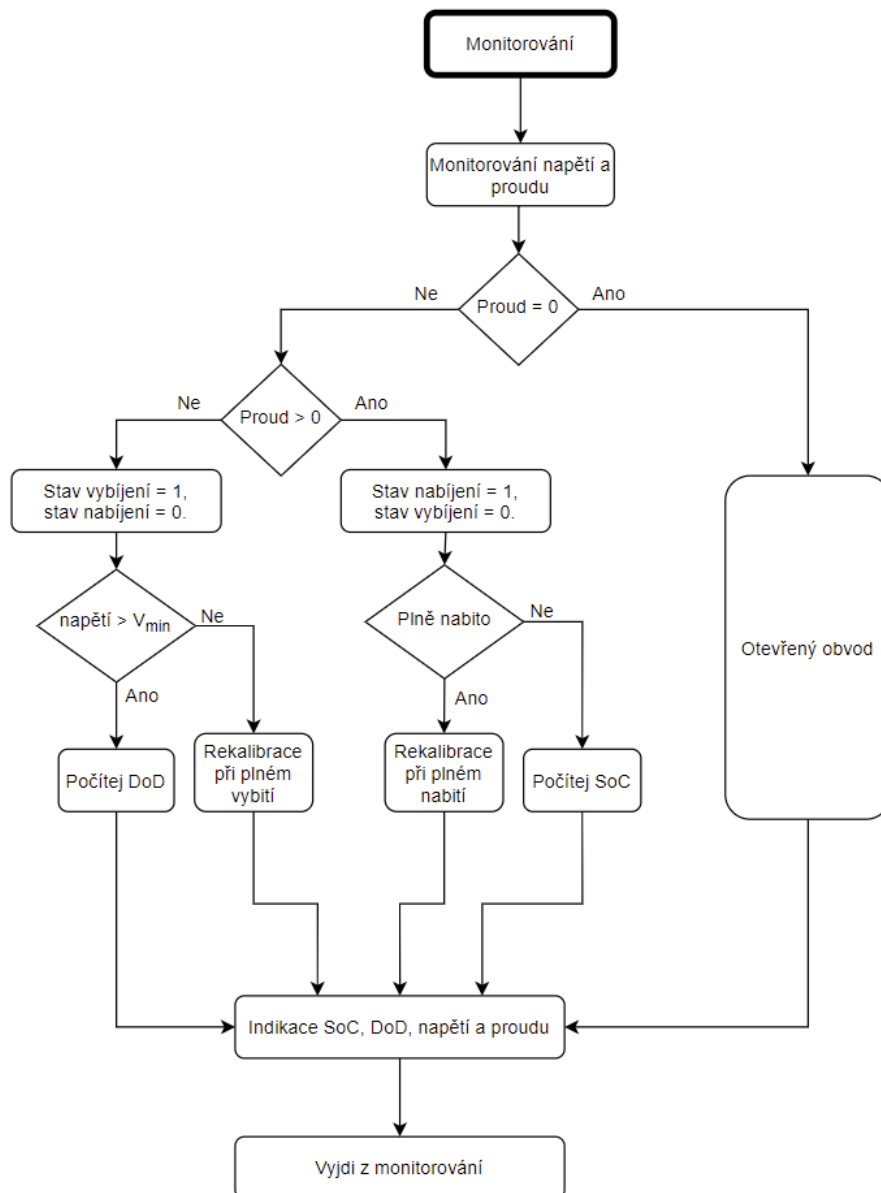 Monitorování
Monitorování napětí a
proudu
Ne
Proud = 0
Ano
Ne
Proud > 0
Ano
Stav vybíjení = 1,
stav nabíjení = 0.
Stav nabíjení = 1,
stav vybíjení = 0.
napětí > Vmin
Ne
Plně nabito
Ne
Otevřený obvod
Ano
Ano
Počítej DoD
Rekalibrace
při plném
vybití
Rekalibrace
při plném
nabití
Počítej SoC
Indikace SoC, DoD, napětí a proudu
Vyjdi z monitorování